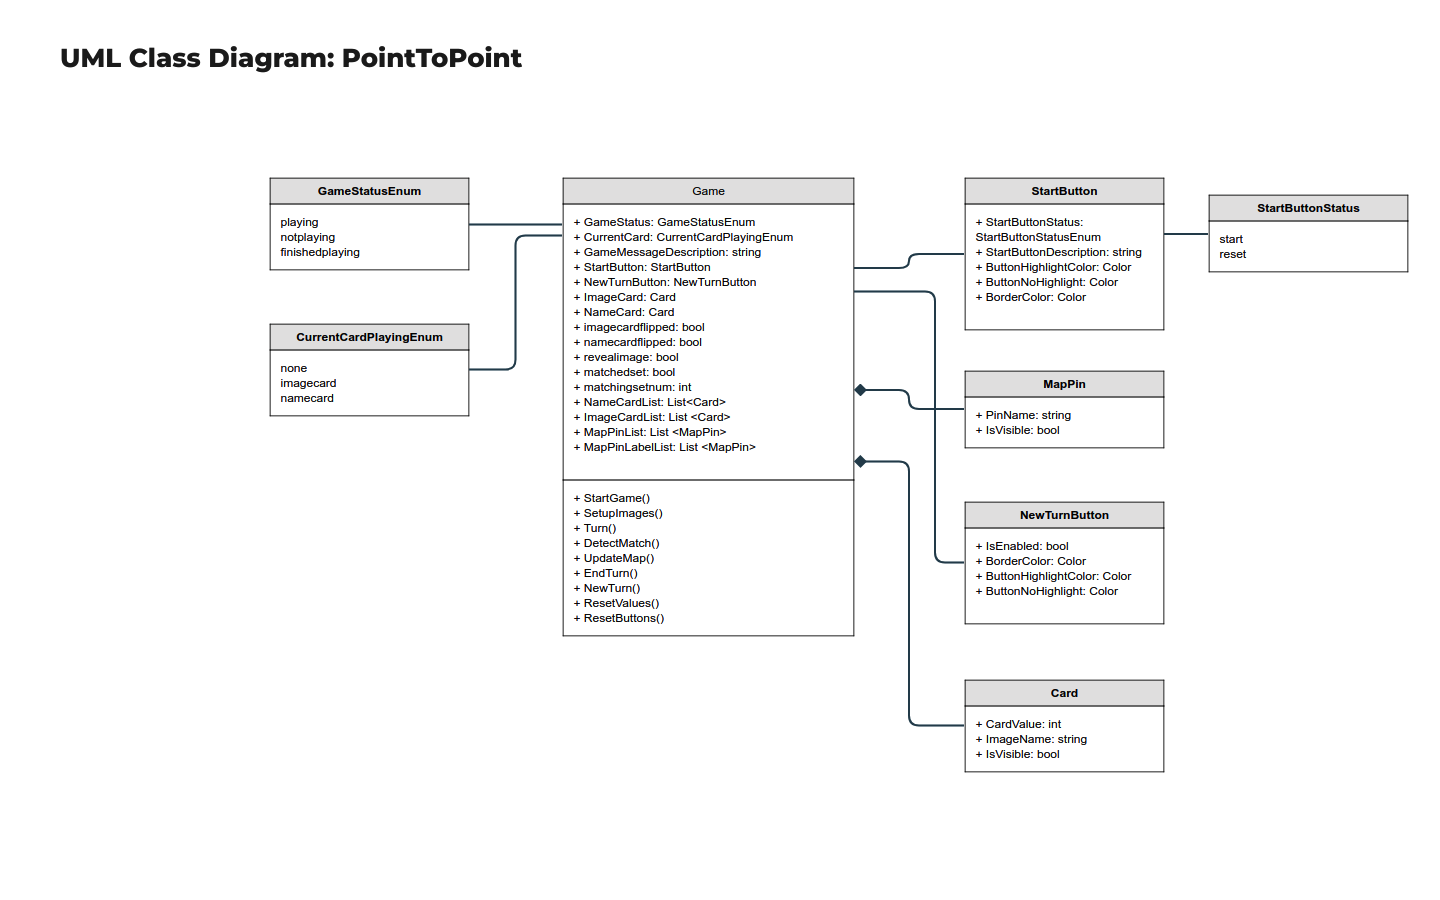 UML Class Diagram: PointToPoint
GameStatusEnum
playing
notplaying
finishedplaying
CurrentCardPlayingEnum
none
imagecard
namecard
Game
+ GameStatus: GameStatusEnum
+ CurrentCard: CurrentCardPlayingEnum
+ GameMessageDescription: string
+ StartButton: StartButton
+ NewTurnButton: NewTurnButton
+ ImageCard: Card
+ NameCard: Card
+ imagecardflipped: bool
+ namecardflipped: bool
+ revealimage: bool
+ matchedset: bool
+ matchingsetnum: int
+ NameCardList: List<Card>
+ ImageCardList: List <Card>
+ MapPinList: List <MapPin>
+ MapPinLabelList: List <MapPin>
+ StartGame()
+ SetupImages()
+ Turn()
+ DetectMatch()
+ UpdateMap()
+ EndTurn()
+ NewTurn()
+ ResetValues()
+ ResetButtons()
StartButton
+ StartButtonStatus:
StartButtonStatusEnum
+ StartButtonDescription: string
+ ButtonHighlightColor: Color
+ ButtonNoHighlight: Color
+ BorderColor: Color
StartButtonStatus
start
reset
MapPin
+ PinName: string
+ IsVisible: bool
NewTurnButton
+ IsEnabled: bool
+ BorderColor: Color
+ ButtonHighlightColor: Color
+ ButtonNoHighlight: Color
Card
+ CardValue: int
+ ImageName: string
+ IsVisible: bool